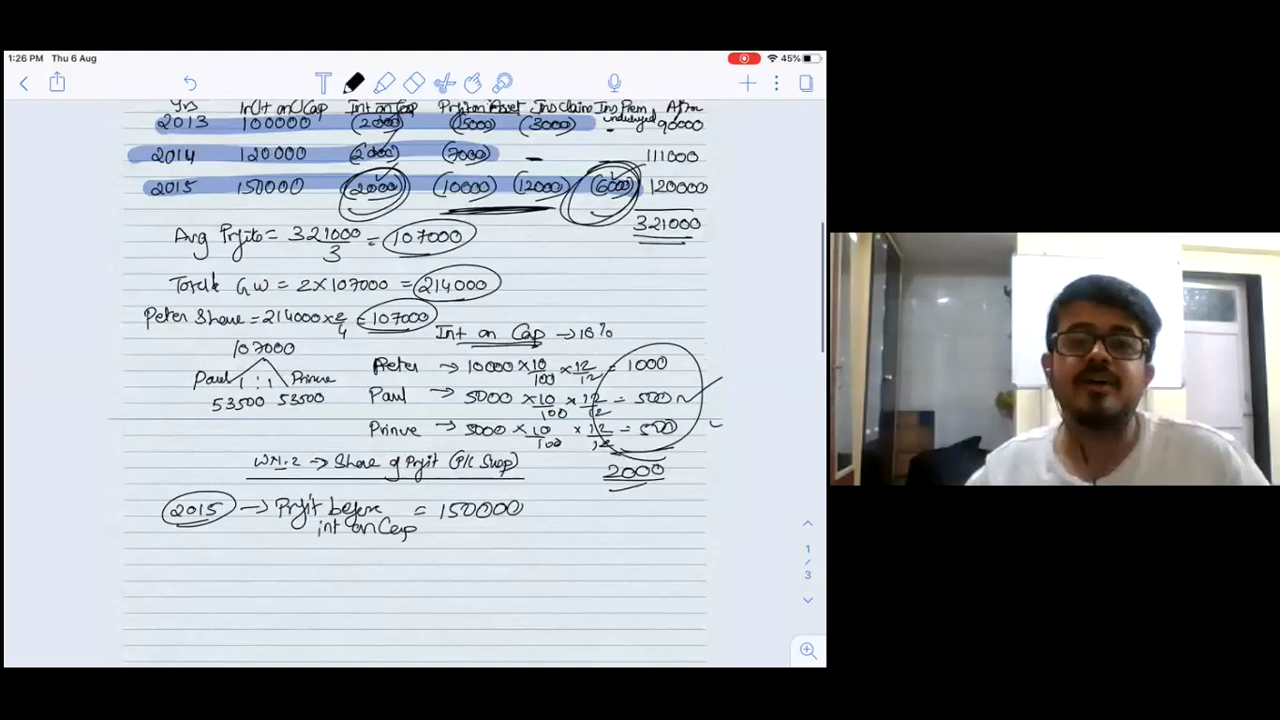 1:26 PM Thu 6 Aug 45%
T
Yrs Int on Cap Int on Cap Profit on Asset Ins Claim Ins Prem
2013 100000 (2000) (5000) (3000) - 90000
2014 120000 (2000) (7000) - 111000
2015 150000 (2000) (10000) (12000) (6000) 120000
321000
Avg Profits = 321000/3 = 107000
Total GW = 2×107000 = 214000
Peter Share = 214000×2/4 = 107000
Int on Cap → 10%
107000
Paul 1 : 1 Prince
53500 53500
Peter → 10000 × 10/100 × 12/12 = 1000
Paul → 5000 × 10/100 × 12/12 = 500
Prince → 5000 × 10/100 × 12/12 = 500
2000
WN.2 → Share of Profit (P/L Susp)
2015 → Profit before = 150000
int on Cap
1
/
3